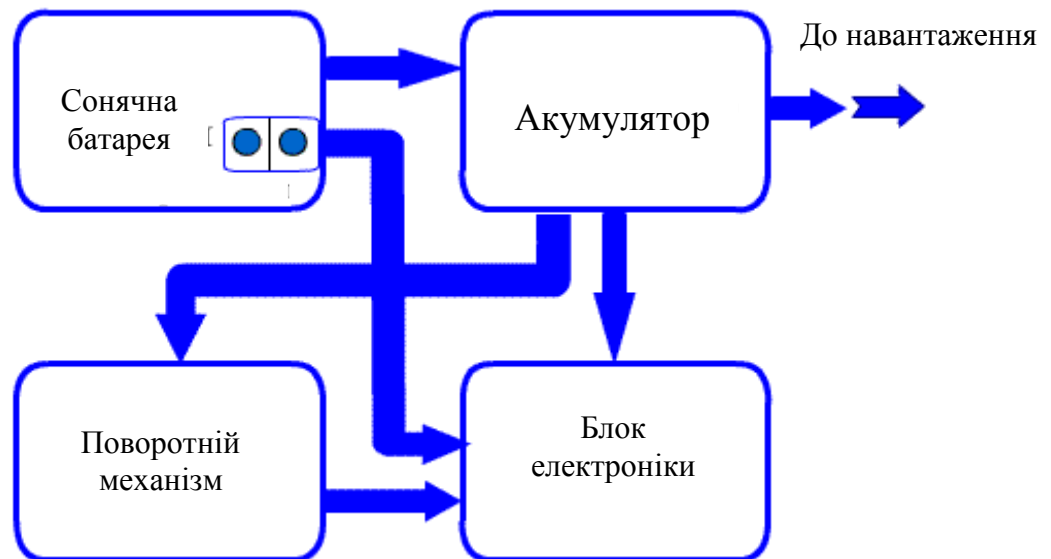 До навантаження
Сонячна
батарея
Акумулятор
Поворотній
механізм
Блок
електроніки